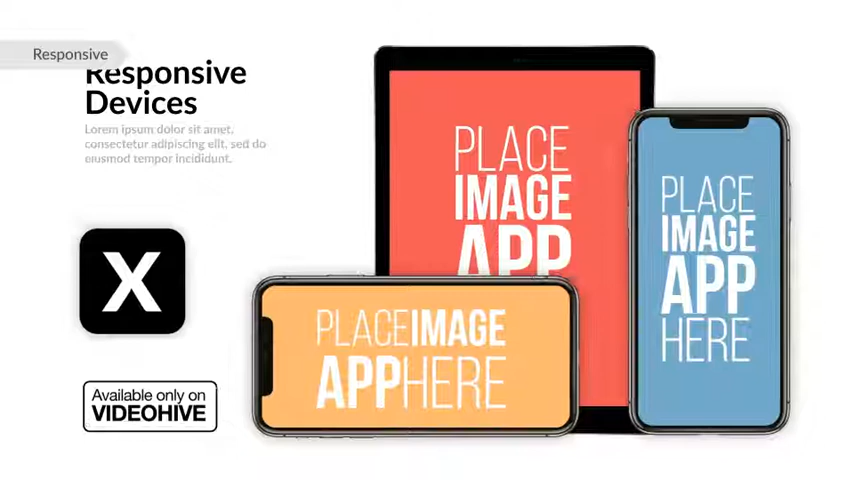 Responsive
Responsive
Devices
Lorem ipsum dolor sit amet,
consectetur adipiscing elit, sed do
eiusmod tempor incididunt.
X
Available only on
VIDEOHIVE
PLACE
IMAGE
APP
PLACEIMAGE
APPHERE
PLACE
IMAGE
APP
HERE